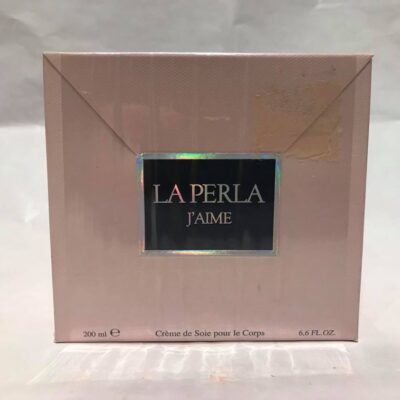 LA PERLA
J'AIME
200 ml ℮ Crème de Soie pour le Corps 6.6 FL.OZ.